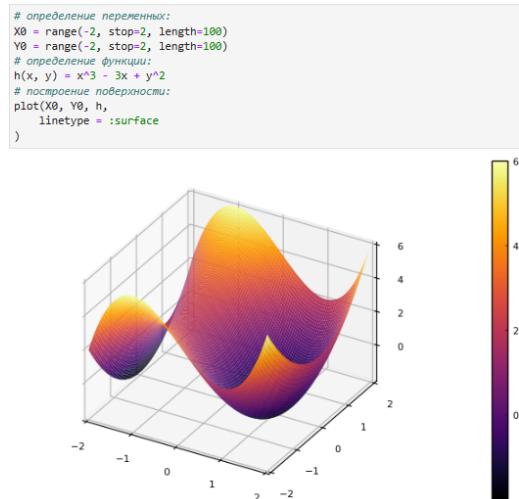 # определение переменных:
X0 = range(-2, stop=2, length=100)
Y0 = range(-2, stop=2, length=100)
# определение функции:
h(x, y) = x^3 - 3x + y^2
# построение поверхности:
plot(X0, Y0, h,
    linetype = :surface
)
6
4
2
0
6
4
2
0
2
1
0
−1
−2
−2
−1
0
1
2